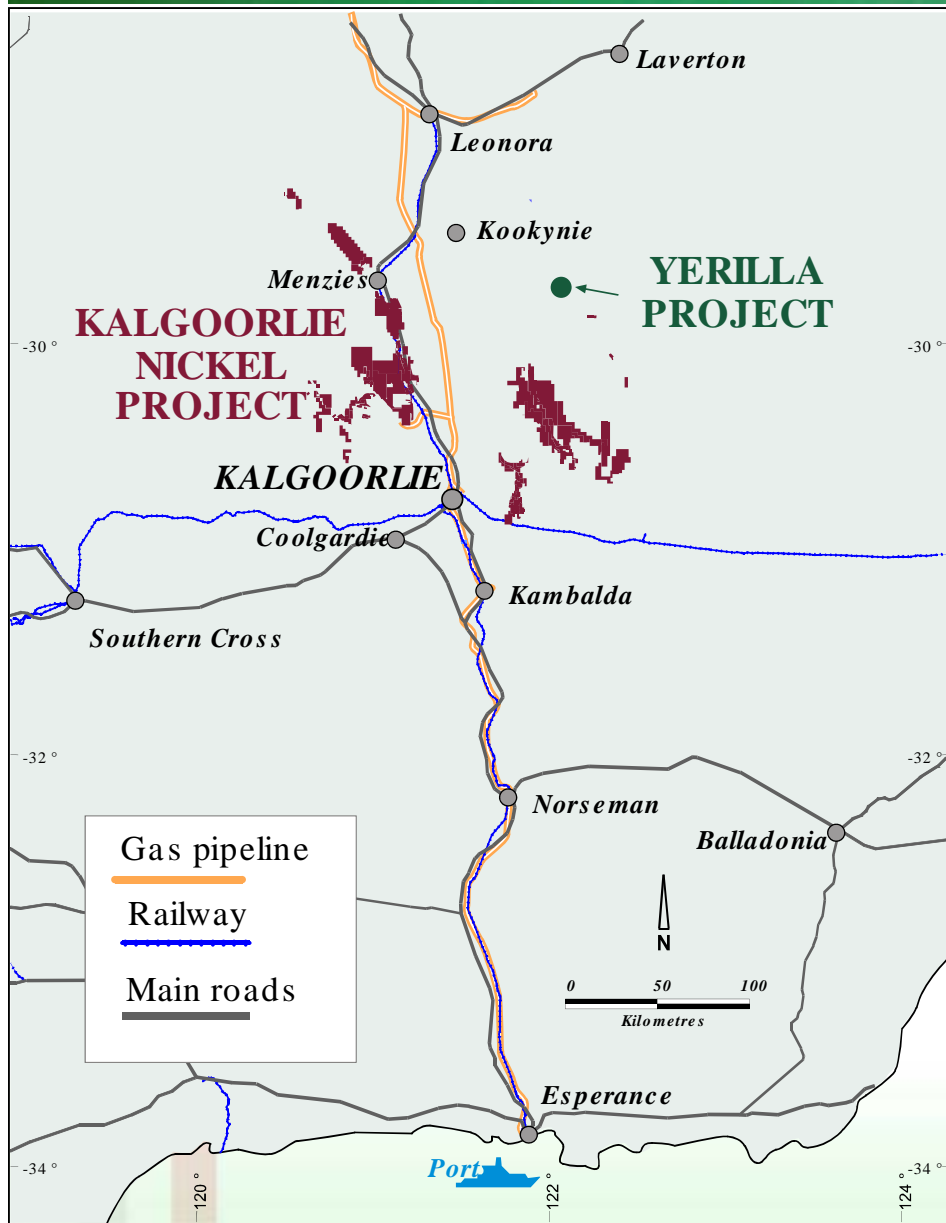 Laverton
Leonora
Kookynie
Menzies
YERILLA
PROJECT
KALGOORLIE
NICKEL
PROJECT
-30 °
-30 °
KALGOORLIE
Coolgardie
Kambalda
Southern Cross
-32 °
-32 °
Norseman
Balladonia
Gas pipeline
Railway
Main roads
N
0 50 100
Kilometres
Esperance
Port
-34 °
-34 °
120 °
122 °
124 °